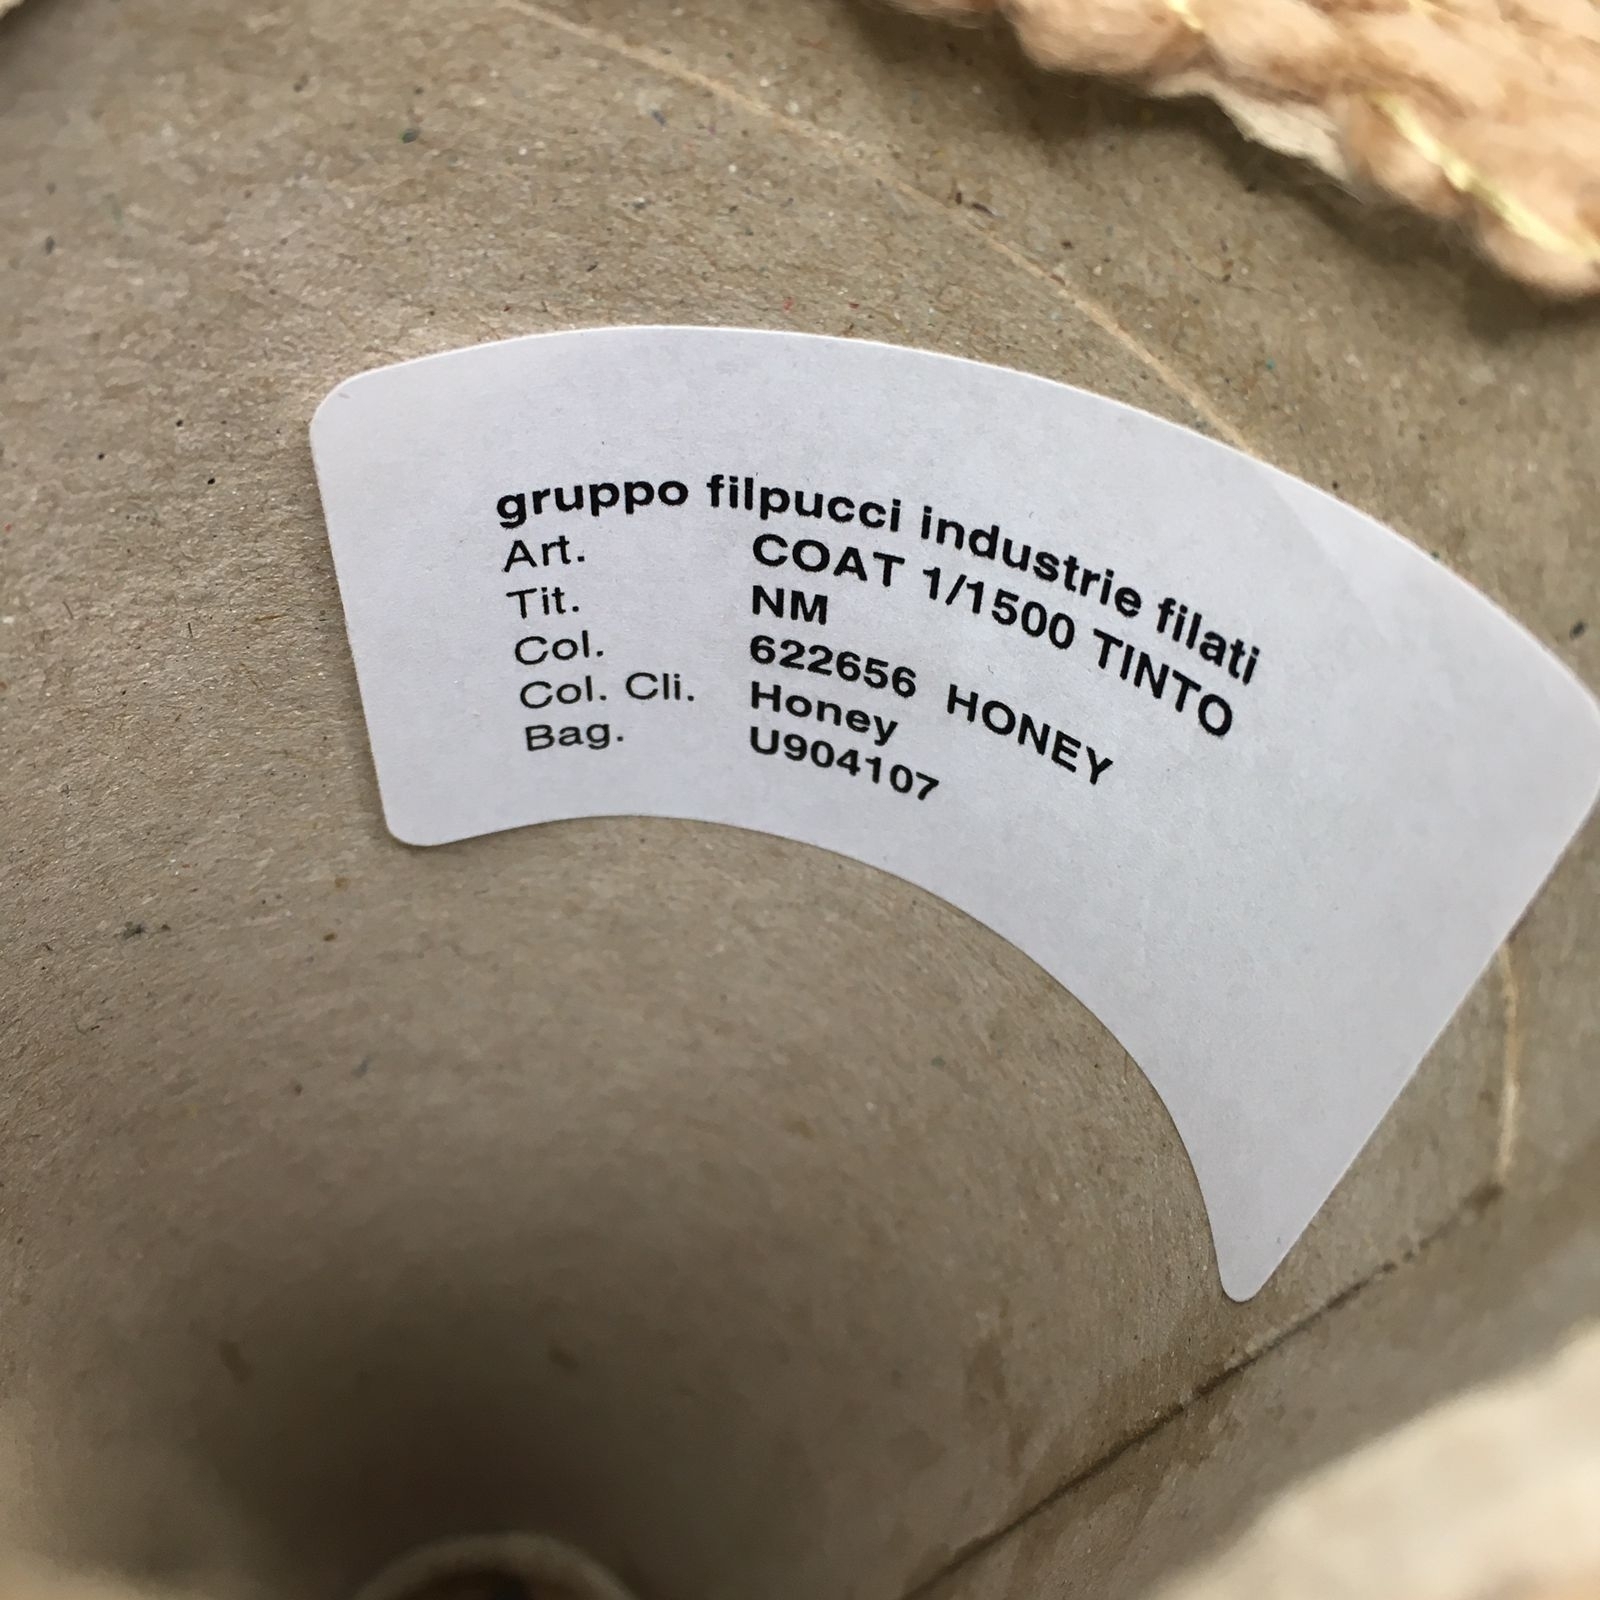 gruppo filpucci industrie filati
Art. COAT 1/1500 TINTO
Tit. NM
Col. 622656 HONEY
Col. Cli. Honey
Bag. U904107